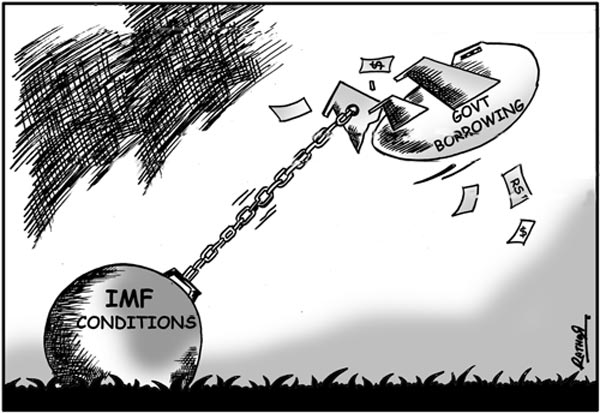 $
GOVT
BORROWING
RS
$
IMF
CONDITIONS